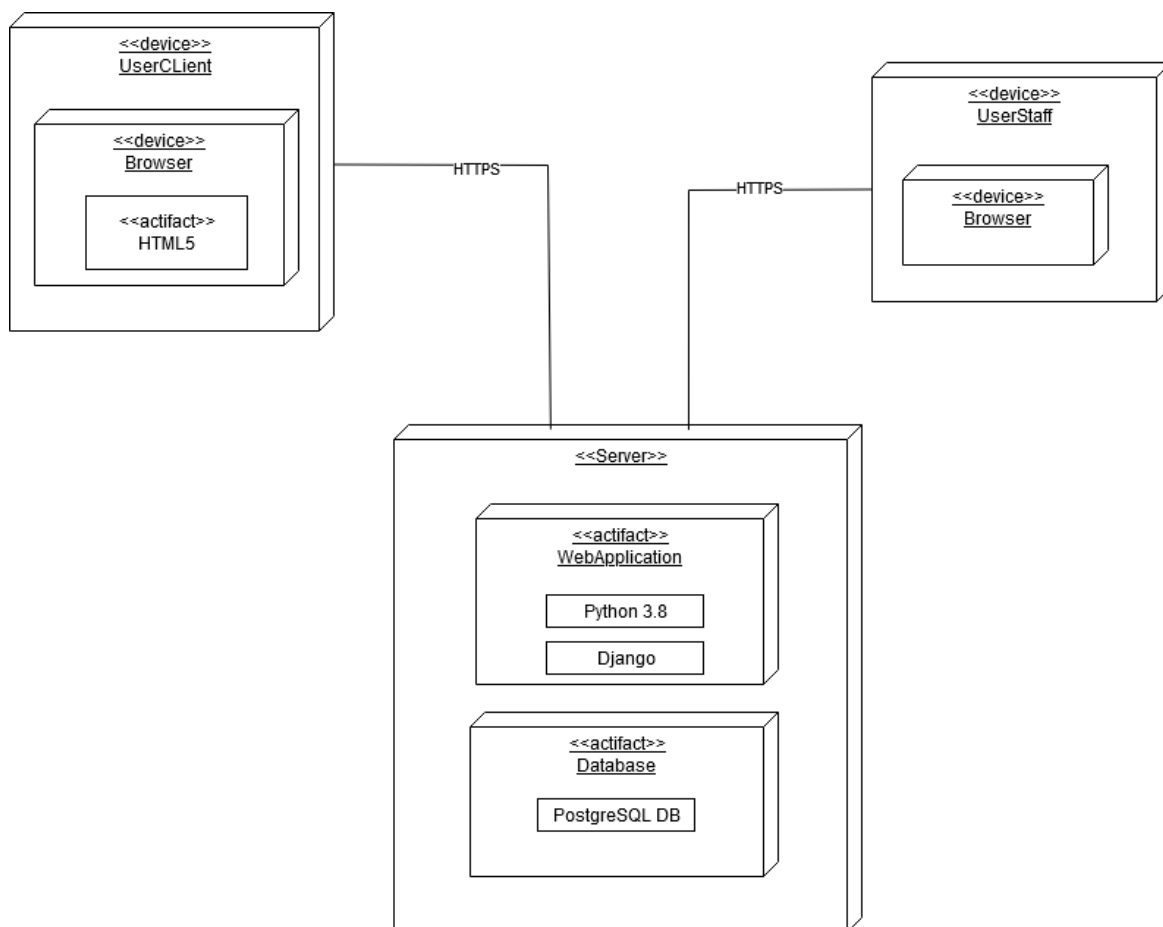 <<device>>
UserCLient
<<device>>
Browser
<<actifact>>
HTML5
HTTPS
<<device>>
UserStaff
<<device>>
Browser
HTTPS
<<Server>>
<<actifact>>
WebApplication
Python 3.8
Django
<<actifact>>
Database
PostgreSQL DB